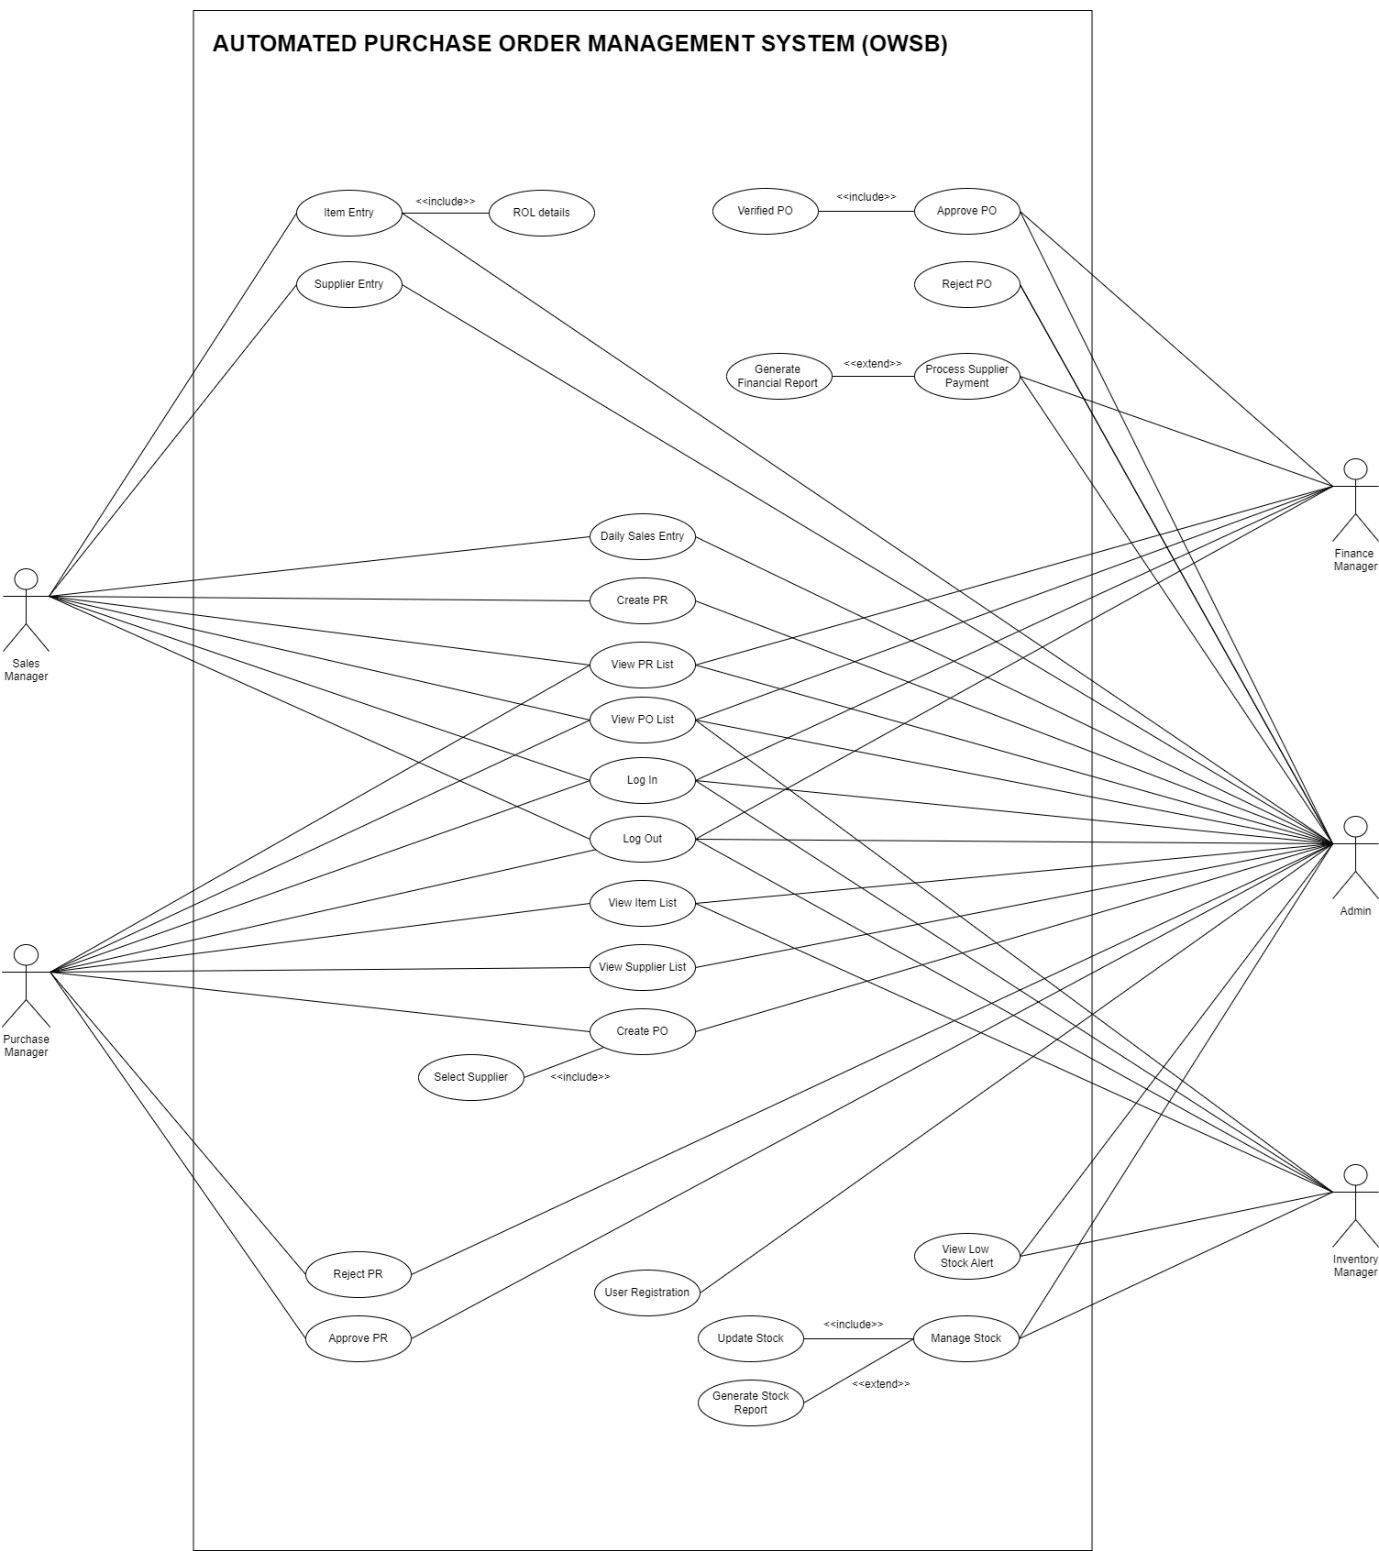 AUTOMATED PURCHASE ORDER MANAGEMENT SYSTEM (OWSB)
Item Entry
<<include>>
ROL details
Verified PO
<<include>>
Approve PO
Supplier Entry
Reject PO
Generate
Financial Report
<<extend>>
Process Supplier
Payment
Finance
Manager
Daily Sales Entry
Create PR
Sales
Manager
View PR List
View PO List
Log In
Log Out
Admin
View Item List
View Supplier List
Create PO
Purchase
Manager
Select Supplier
<<include>>
View Low
Stock Alert
Inventory
Manager
Reject PR
User Registration
Approve PR
Update Stock
<<include>>
Manage Stock
<<extend>>
Generate Stock
Report